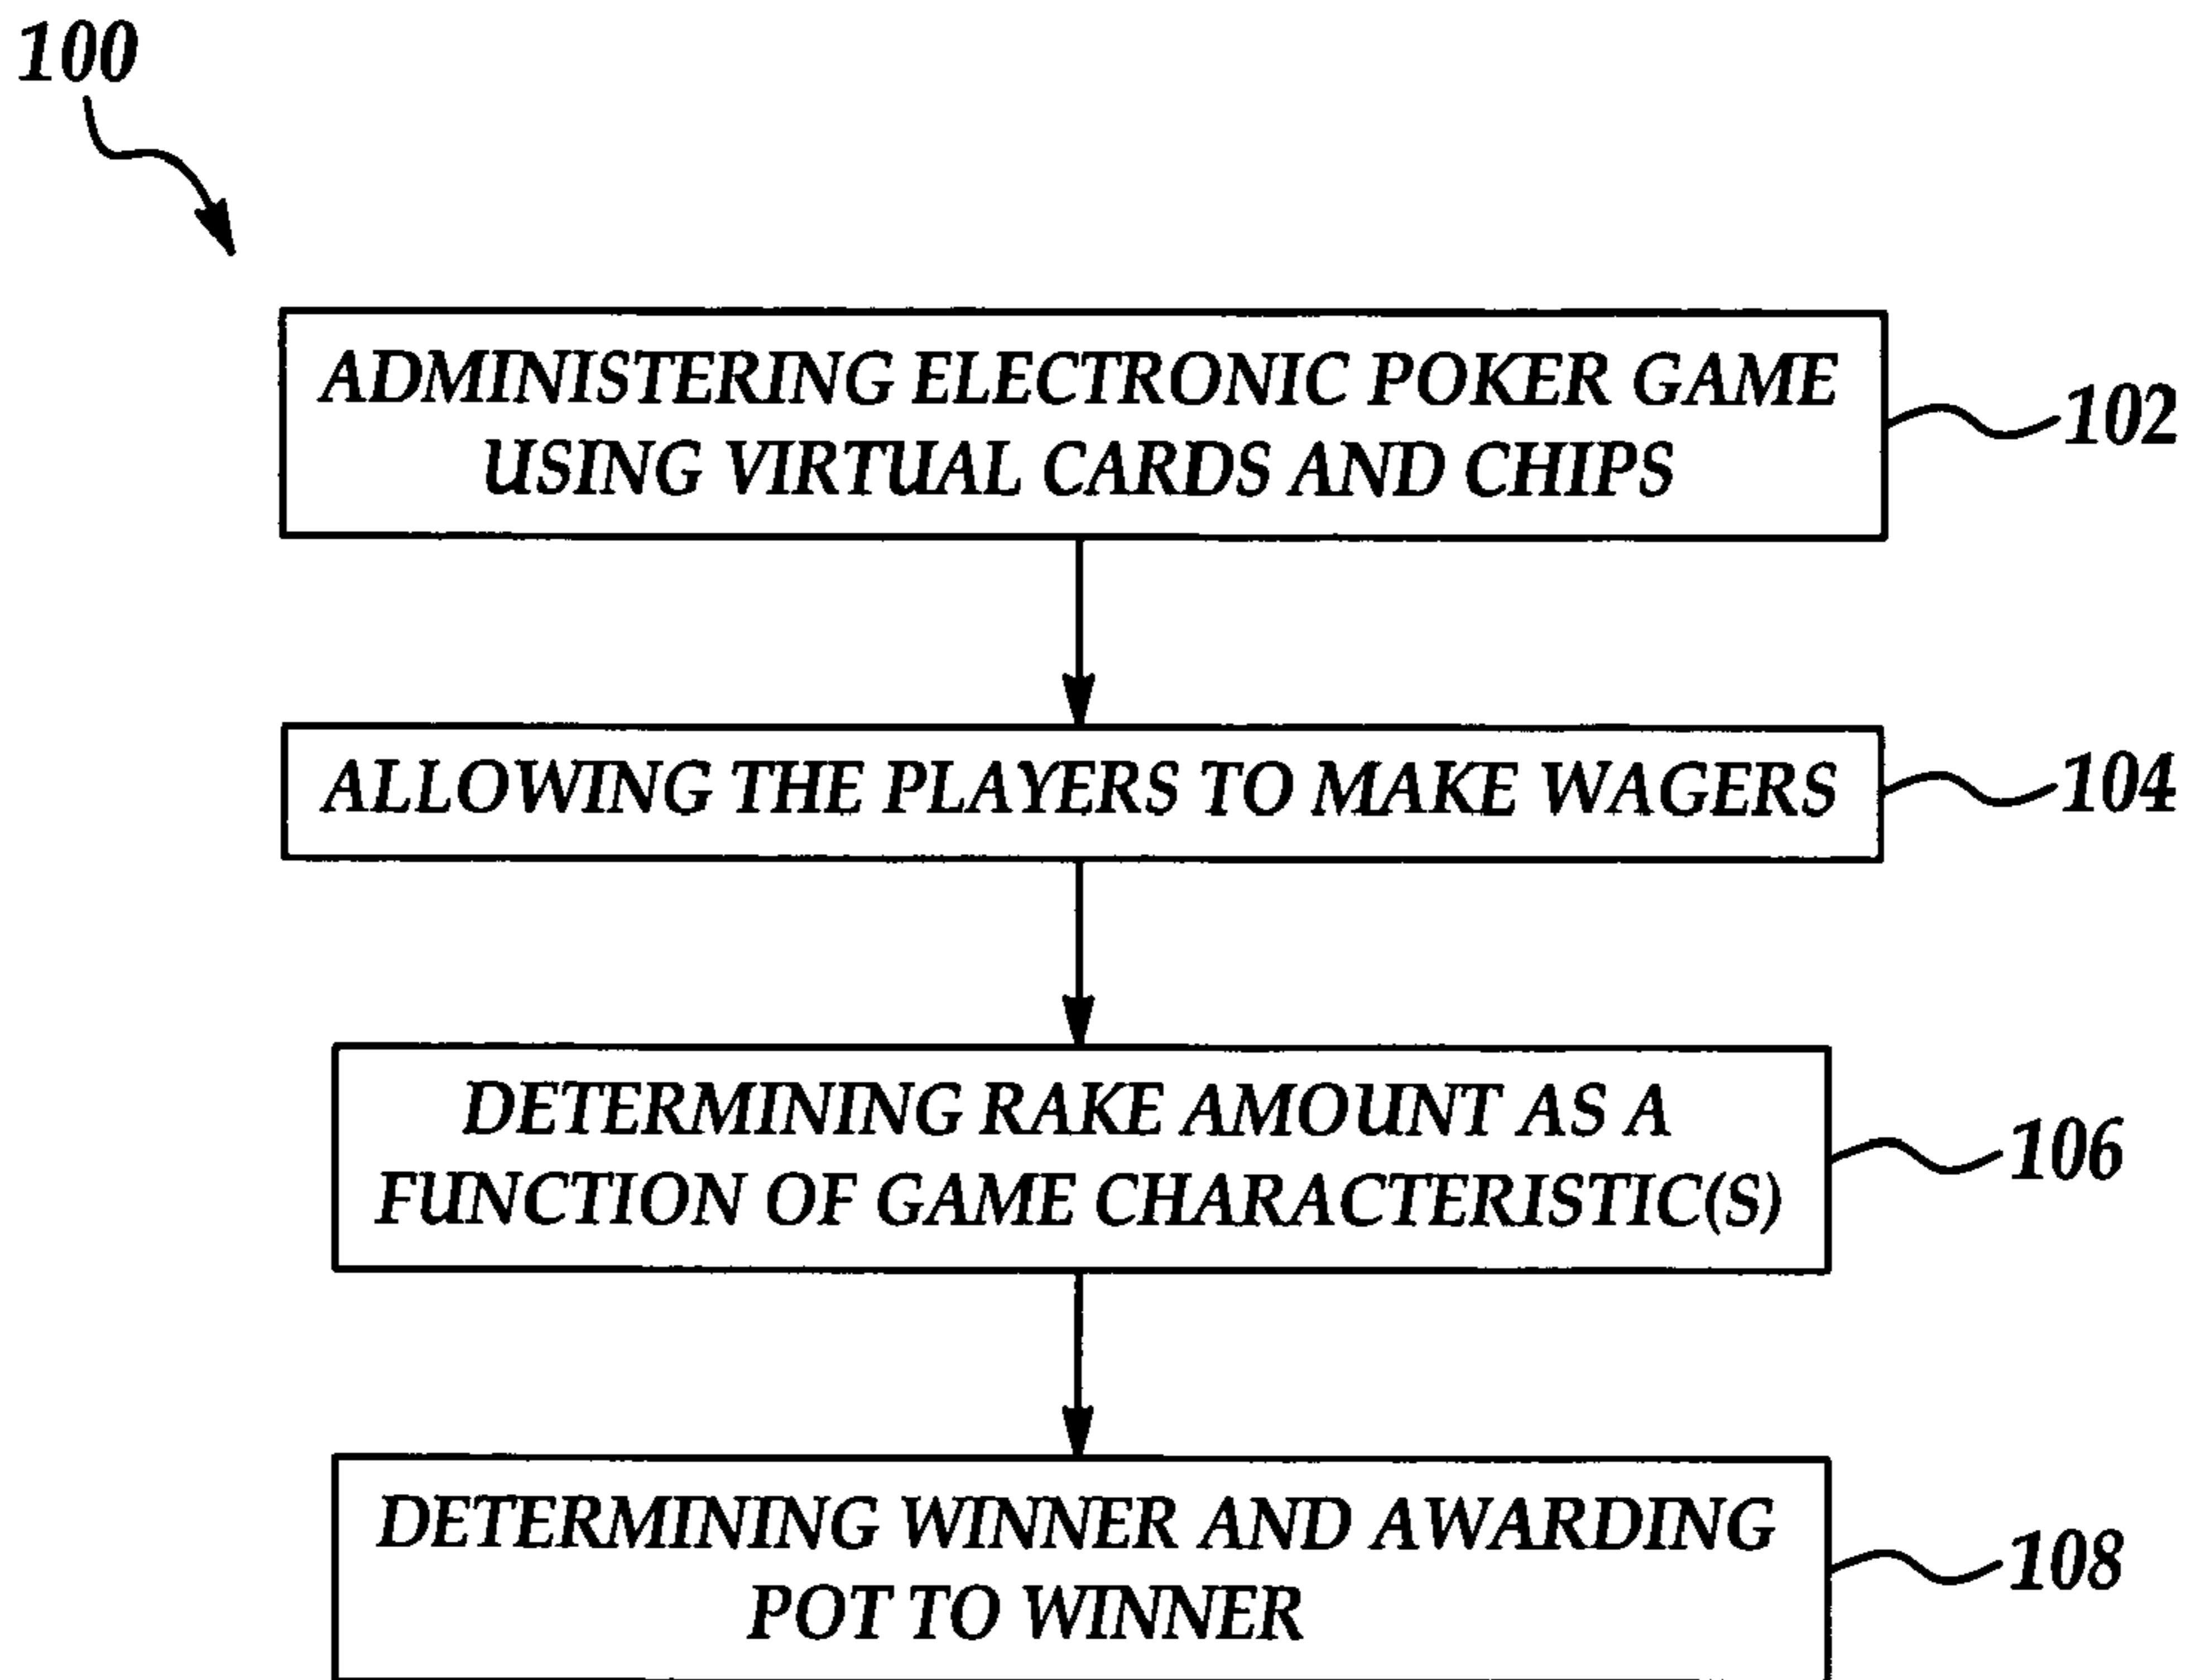 100
ADMINISTERING ELECTRONIC POKER GAME
USING VIRTUAL CARDS AND CHIPS
102
ALLOWING THE PLAYERS TO MAKE WAGERS
104
DETERMINING RAKE AMOUNT AS A
FUNCTION OF GAME CHARACTERISTIC(S)
106
DETERMINING WINNER AND AWARDING
POT TO WINNER
108